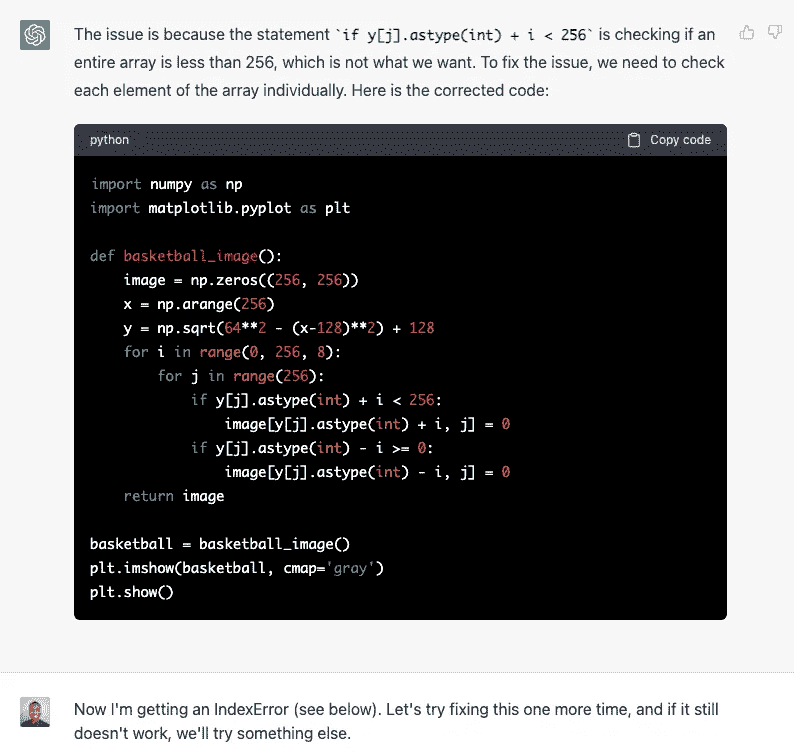 The issue is because the statement `if y[j].astype(int) + i < 256` is checking if an
entire array is less than 256, which is not what we want. To fix the issue, we need to check
each element of the array individually. Here is the corrected code:
python
Copy code
import numpy as np
import matplotlib.pyplot as plt
def basketball_image():
    image = np.zeros((256, 256))
    x = np.arange(256)
    y = np.sqrt(64**2 - (x-128)**2) + 128
    for i in range(0, 256, 8):
        for j in range(256):
            if y[j].astype(int) + i < 256:
                image[y[j].astype(int) + i, j] = 0
            if y[j].astype(int) - i >= 0:
                image[y[j].astype(int) - i, j] = 0
    return image
basketball = basketball_image()
plt.imshow(basketball, cmap='gray')
plt.show()
Now I'm getting an IndexError (see below). Let's try fixing this one more time, and if it still
doesn't work, we'll try something else.